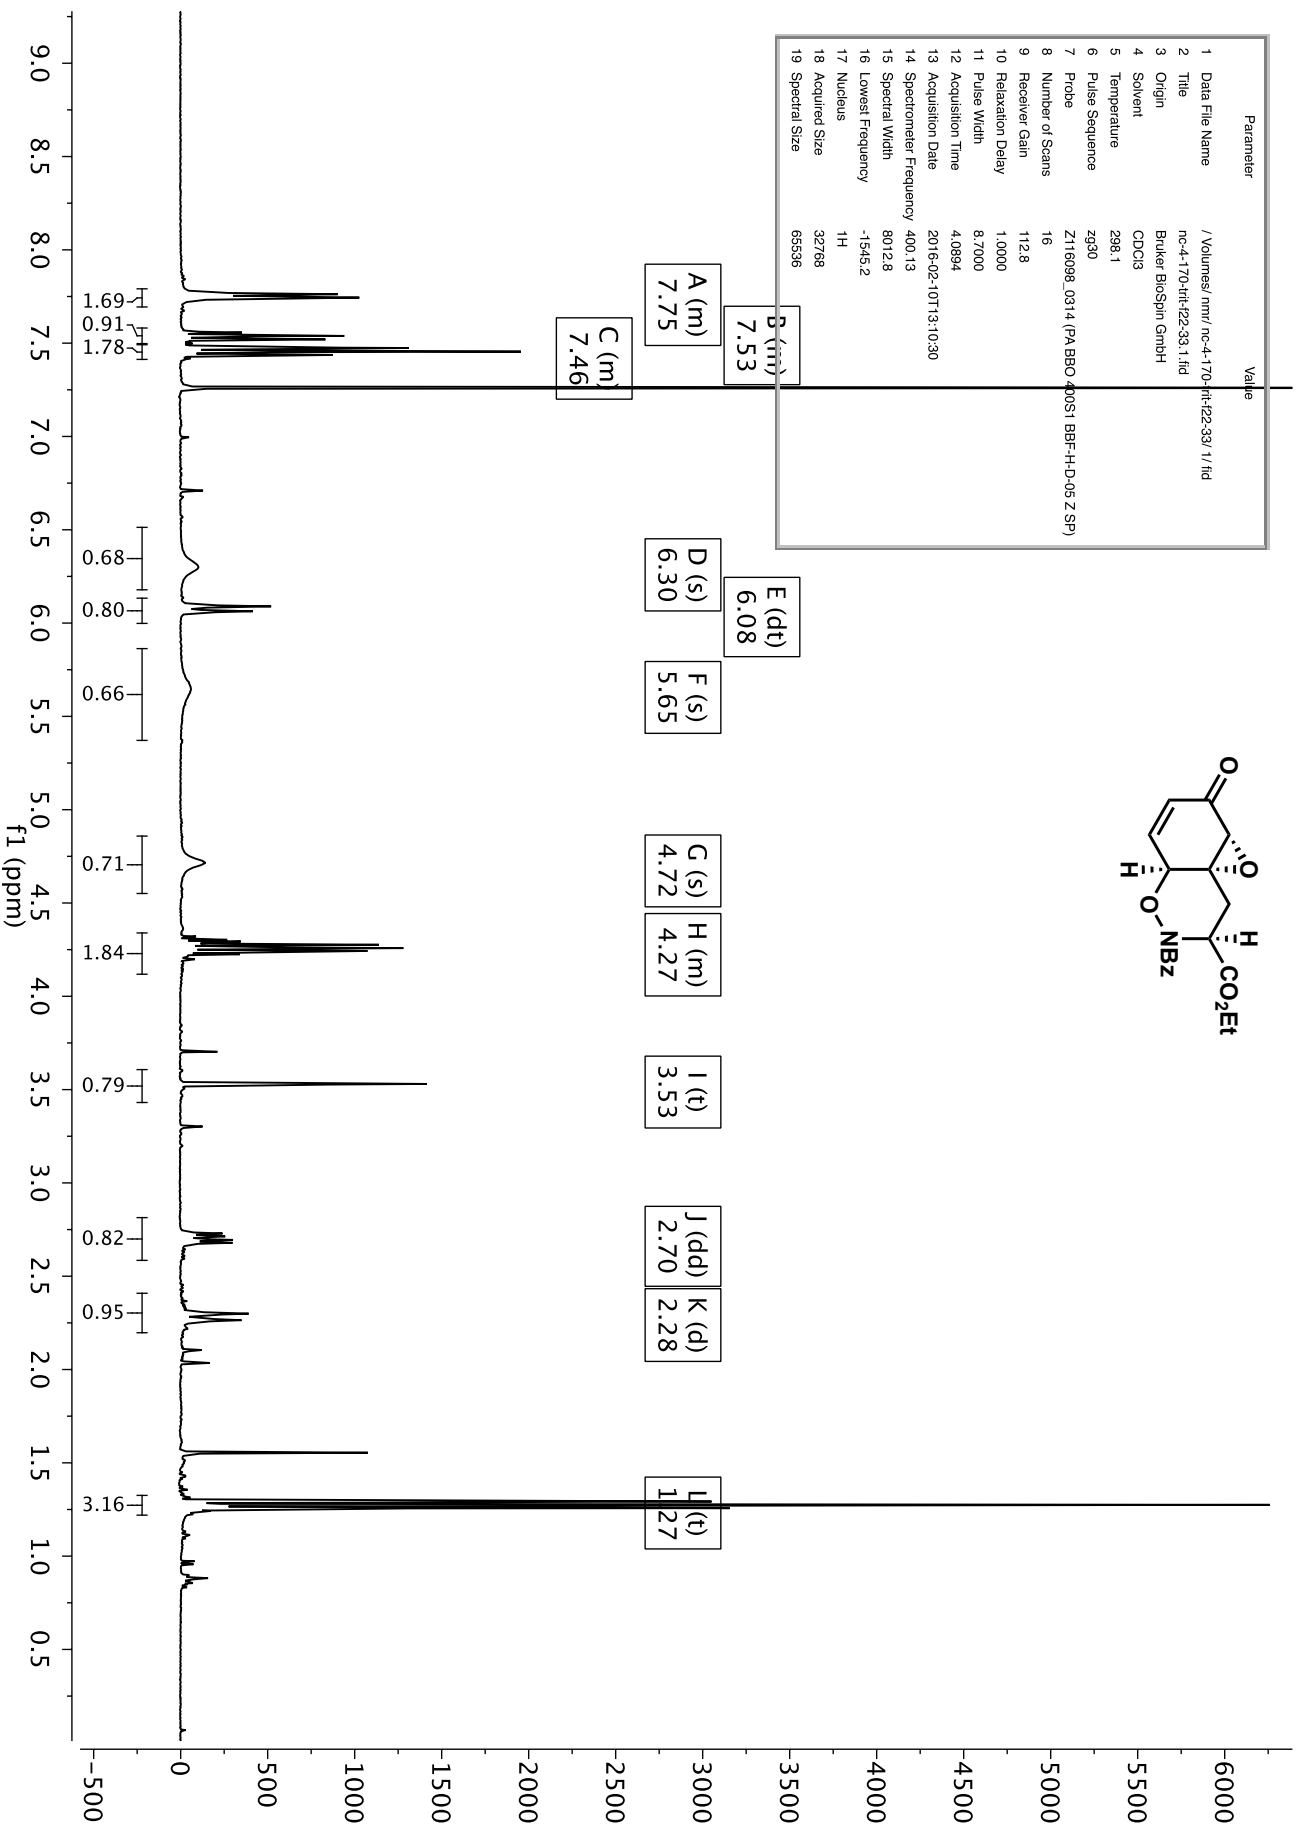 Parameter Value
1 Data File Name / Volumes/ nmr/ nc-4-170-trit-f22-33/ 1/ fid
2 Title nc-4-170-trit-f22-33.1.fid
3 Origin Bruker BioSpin GmbH
4 Solvent CDCl3
5 Temperature 298.1
6 Pulse Sequence zg30
7 Probe Z116098_0314 (PA BBO 400S1 BBF-H-D-05 Z SP)
8 Number of Scans 16
9 Receiver Gain 112.8
10 Relaxation Delay 1.0000
11 Pulse Width 8.7000
12 Acquisition Time 4.0894
13 Acquisition Date 2016-02-10T13:10:30
14 Spectrometer Frequency 400.13
15 Spectral Width 8012.8
16 Lowest Frequency -1545.2
17 Nucleus 1H
18 Acquired Size 32768
19 Spectral Size 65536
O
O
H
H
O
NBz
CO2Et
B (m)
7.53
E (dt)
6.08
A (m)
7.75
D (s)
6.30
F (s)
5.65
G (s)
4.72
H (m)
4.27
I (t)
3.53
J (dd)
2.70
K (d)
2.28
L (t)
1.27
C (m)
7.46
6000
5500
5000
4500
4000
3500
3000
2500
2000
1500
1000
500
0
-500
1.69
0.91
1.78
0.68
0.80
0.66
0.71
1.84
0.79
0.82
0.95
3.16
9.0 8.5 8.0 7.5 7.0 6.5 6.0 5.5 5.0 4.5 4.0 3.5 3.0 2.5 2.0 1.5 1.0 0.5
f1 (ppm)